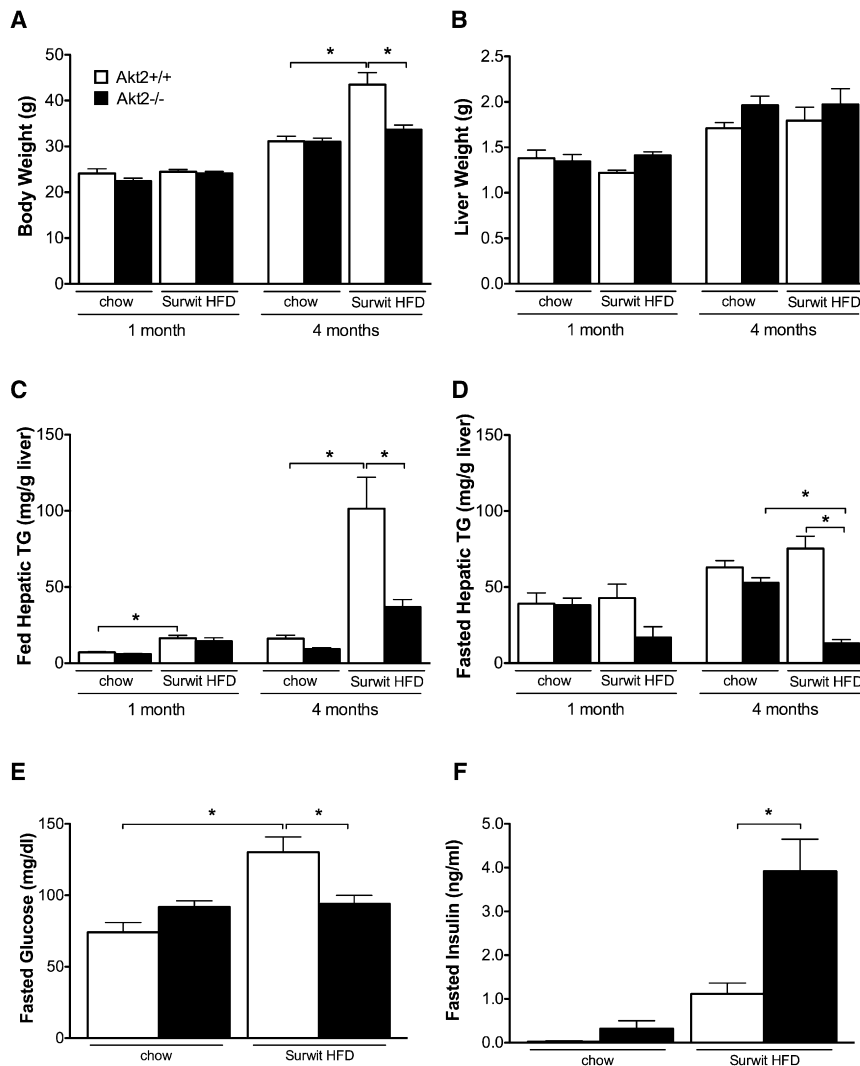 A
Body Weight (g)
50
40
30
20
10
0
Akt2+/+
Akt2-/-
* *
chow Surwit HFD chow Surwit HFD
1 month 4 months
B
Liver Weight (g)
2.5
2.0
1.5
1.0
0.5
0.0
chow Surwit HFD chow Surwit HFD
1 month 4 months
C
Fed Hepatic TG (mg/g liver)
150
100
50
0
* * *
chow Surwit HFD chow Surwit HFD
1 month 4 months
D
Fasted Hepatic TG (mg/g liver)
150
100
50
0
*
*
chow Surwit HFD chow Surwit HFD
1 month 4 months
E
Fasted Glucose (mg/dl)
150
100
50
0
* *
chow Surwit HFD
F
Fasted Insulin (ng/ml)
5.0
4.0
3.0
2.0
1.0
0.0
*
chow Surwit HFD